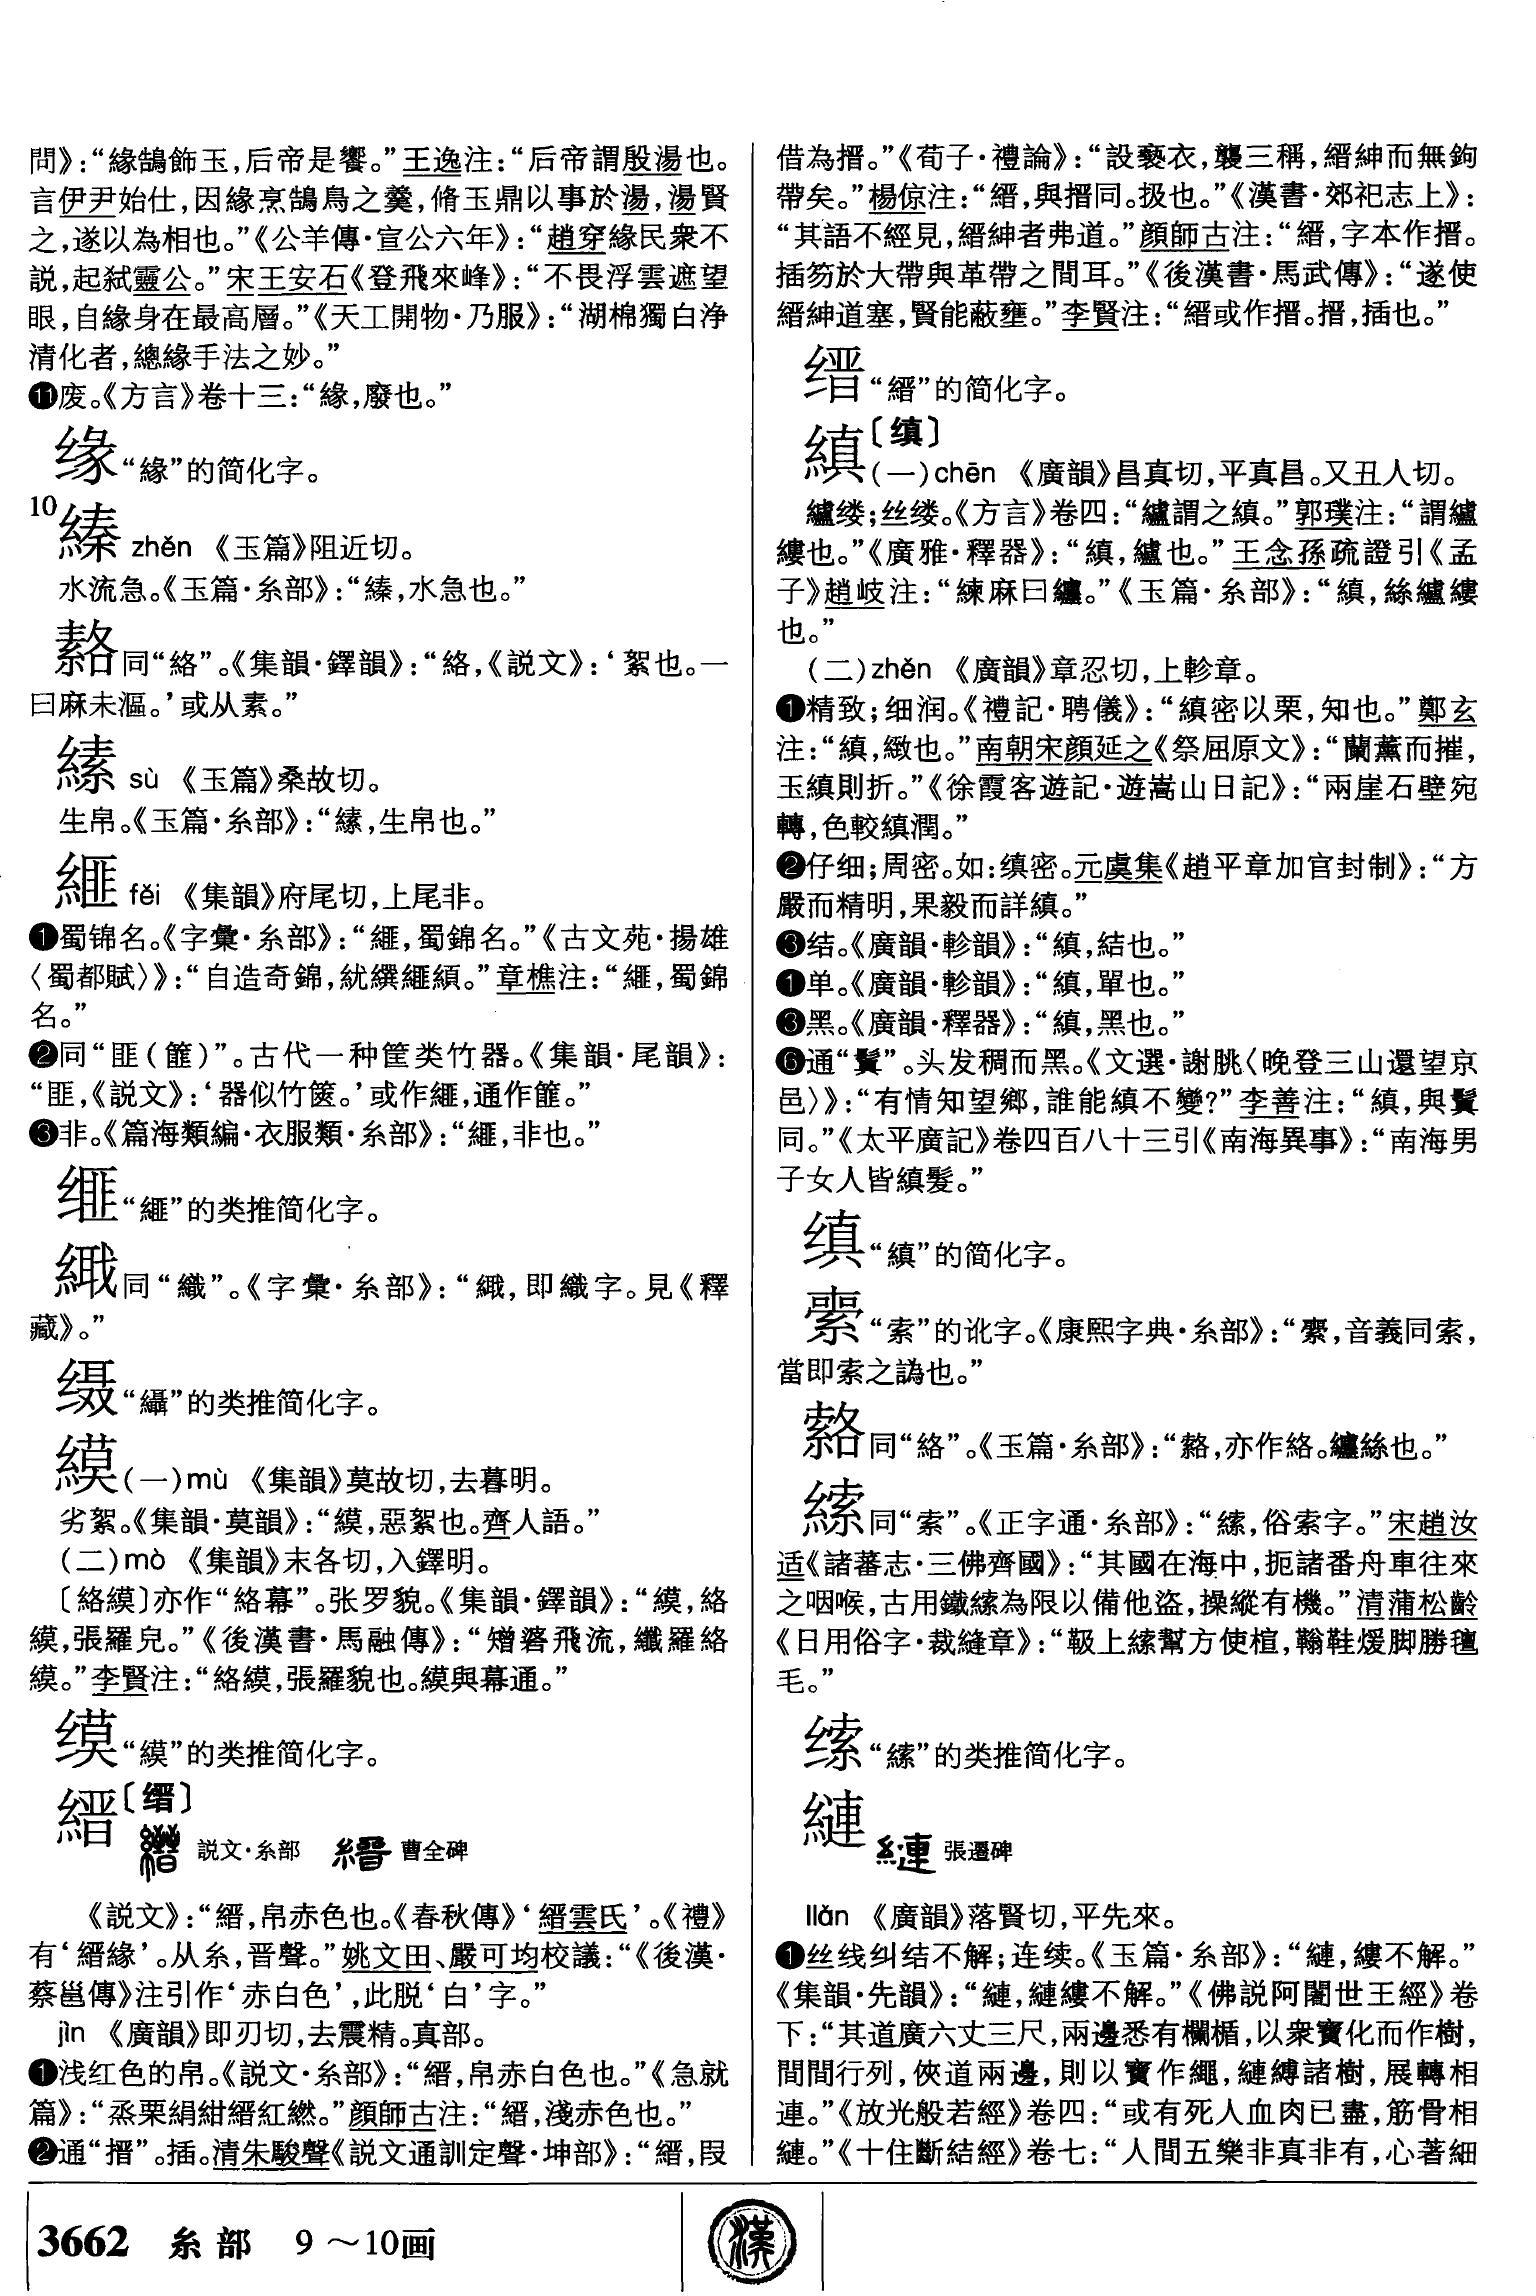 問》:“緣鵠飾玉,后帝是饗。”王逸注:“后帝謂殷湯也。
言伊尹始仕,因緣烹鵠鳥之羹,脩玉鼎以事於湯,湯賢
之,遂以為相也。”《公羊傳·宣公六年》:“趙穿緣民衆不
説,起弑靈公。”宋王安石《登飛來峰》:“不畏浮雲遮望
眼,自緣身在最高層。”《天工開物·乃服》:“湖棉獨白浄
清化者,總緣手法之妙。”
⓫废。《方言》卷十三:“緣,廢也。”
缘“緣”的简化字。
10
縥 zhěn 《玉篇》阻近切。
水流急。《玉篇·糸部》:“縥,水急也。”
同“絡”。《集韻·鐸韻》:“絡,《説文》:‘絮也。一
曰麻未漚。’或从素。”
縤 sù 《玉篇》桑故切。
生帛。《玉篇·糸部》:“縤,生帛也。”
緋 fěi 《集韻》府尾切,上尾非。
❶蜀锦名。《字彙·糸部》:“,蜀錦名。”《古文苑·揚雄
〈蜀都賦〉》:“自造奇錦,紌繏䋿。”章樵注:“,蜀錦
名。”
❷同“匪(篚)”。古代一种筐类竹器。《集韻·尾韻》:
“匪,《説文》:‘器似竹篋。’或作,通作篚。”
❸非。《篇海類編·衣服類·糸部》:“,非也。”
“”的类推简化字。
同“織”。《字彙·糸部》:“,即織字。見《釋
藏》。”
“纙”的类推简化字。
縸(一)mù 《集韻》莫故切,去暮明。
劣絮。《集韻·莫韻》:“縸,惡絮也。齊人語。”
(二)mò 《集韻》末各切,入鐸明。
〔絡縸〕亦作“絡幕”。张罗貌。《集韻·鐸韻》:“縸,絡
縸,張羅皃。”《後漢書·馬融傳》:“矰碆飛流,纖羅絡
縸。”李賢注:“絡縸,張羅貌也。縸與幕通。”
“縸”的类推简化字。
縉〔缙〕
説文·糸部 曹全碑
《説文》:“縉,帛赤色也。《春秋傳》‘縉雲氏’。《禮》
有‘縉緣’。从糸,晋聲。”姚文田、嚴可均校議:“《後漢·
蔡邕傳》注引作‘赤白色’,此脱‘白’字。”
jìn 《廣韻》即刃切,去震精。真部。
❶浅红色的帛。《説文·糸部》:“縉,帛赤白色也。”《急就
篇》:“烝栗絹紺縉紅繎。”顔師古注:“縉,淺赤色也。”
❷通“搢”。插。清朱駿聲《説文通訓定聲·坤部》:“縉,叚
借為搢。”《荀子·禮論》:“設褻衣,襲三稱,縉紳而無鉤
帶矣。”楊倞注:“縉,與搢同。扱也。”《漢書·郊祀志上》:
“其語不經見,縉紳者弗道。”顔師古注:“縉,字本作搢。
插笏於大帶與革帶之間耳。”《後漢書·馬武傳》:“遂使
縉紳道塞,賢能蔽壅。”李賢注:“縉或作搢。搢,插也。”
缙“縉”的简化字。
縝〔缜〕
(一)chēn 《廣韻》昌真切,平真昌。又丑人切。
纑缕;丝缕。《方言》卷四:“纑謂之縝。”郭璞注:“謂纑
縷也。”《廣雅·釋器》:“縝,纑也。”王念孫疏證引《孟
子》趙岐注:“練麻曰纑。”《玉篇·糸部》:“縝,絲纑縷
也。”
(二)zhěn 《廣韻》章忍切,上軫章。
❶精致;细润。《禮記·聘儀》:“縝密以栗,知也。”鄭玄
注:“縝,緻也。”南朝宋顔延之《祭屈原文》:“蘭薰而摧,
玉縝則折。”《徐霞客遊記·遊嵩山日記》:“兩崖石壁宛
轉,色較縝潤。”
❷仔细;周密。如:缜密。元虞集《趙平章加官封制》:“方
嚴而精明,果毅而詳縝。”
❸结。《廣韻·軫韻》:“縝,結也。”
❶单。《廣韻·軫韻》:“縝,單也。”
❸黑。《廣韻·釋器》:“縝,黑也。”
❻通“鬒”。头发稠而黑。《文選·謝朓〈晚登三山還望京
邑〉》:“有情知望鄉,誰能縝不變?”李善注:“縝,與鬒
同。”《太平廣記》卷四百八十三引《南海異事》:“南海男
子女人皆縝髮。”
缜“縝”的简化字。
“索”的讹字。《康熙字典·糸部》:“,音義同索,
當即索之譌也。”
同“絡”。《玉篇·糸部》:“,亦作絡。纏絲也。”
縤同“索”。《正字通·糸部》:“縤,俗索字。”宋趙汝
适《諸蕃志·三佛齊國》:“其國在海中,扼諸番舟車往來
之咽喉,古用鐵縤為限以備他盜,操縱有機。”清蒲松齡
《日用俗字·裁縫章》:“靸上縤幫方使楦,鞝鞋煖脚勝氊
毛。”
“縤”的类推简化字。
縺 張遷碑
lián 《廣韻》落賢切,平先來。
❶丝线纠结不解;连续。《玉篇·糸部》:“縺,縷不解。”
《集韻·先韻》:“縺,縺縷不解。”《佛説阿闍世王經》卷
下:“其道廣六丈三尺,兩邊悉有欄楯,以衆寳化而作樹,
間間行列,俠道兩邊,則以寳作繩,縺縛諸樹,展轉相
連。”《放光般若經》卷四:“或有死人血肉已盡,筋骨相
縺。”《十住斷結經》卷七:“人間五樂非真非有,心著細
3662 糸部 9~10画
漢